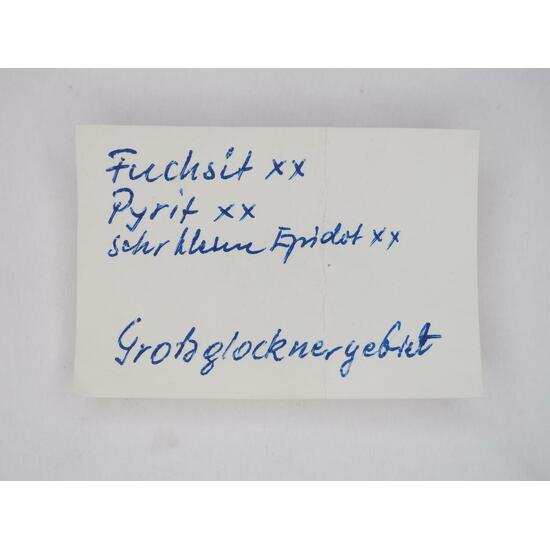 Fuchsit xx
Pyrit xx
sehr kleine Epidot xx
Großglocknergebiet